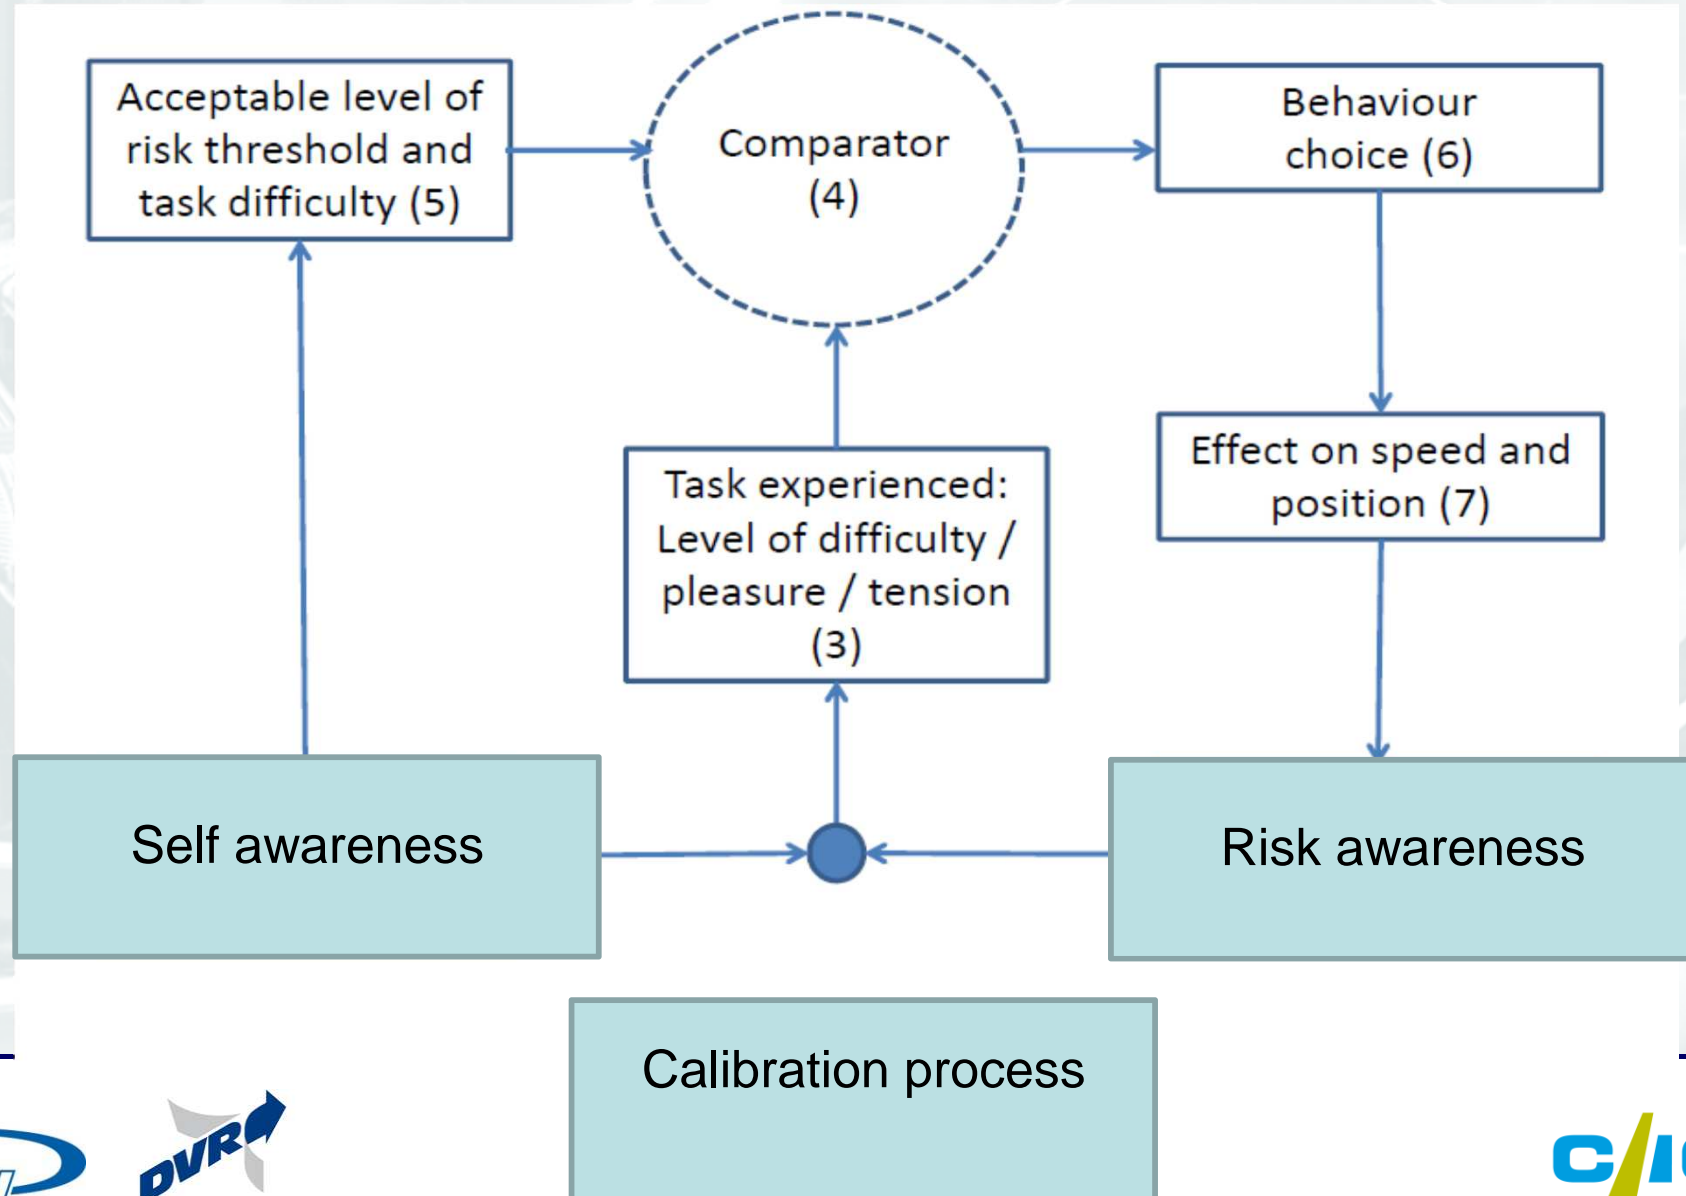 Acceptable level of
risk threshold and
task difficulty (5)
Comparator
(4)
Behaviour
choice (6)
Task experienced:
Level of difficulty /
pleasure / tension
(3)
Effect on speed and
position (7)
Self awareness
Risk awareness
Calibration process
DVR